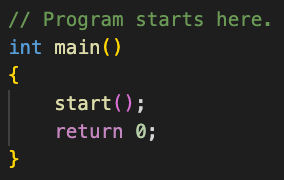 // Program starts here.
int main()
{
    start();
    return 0;
}